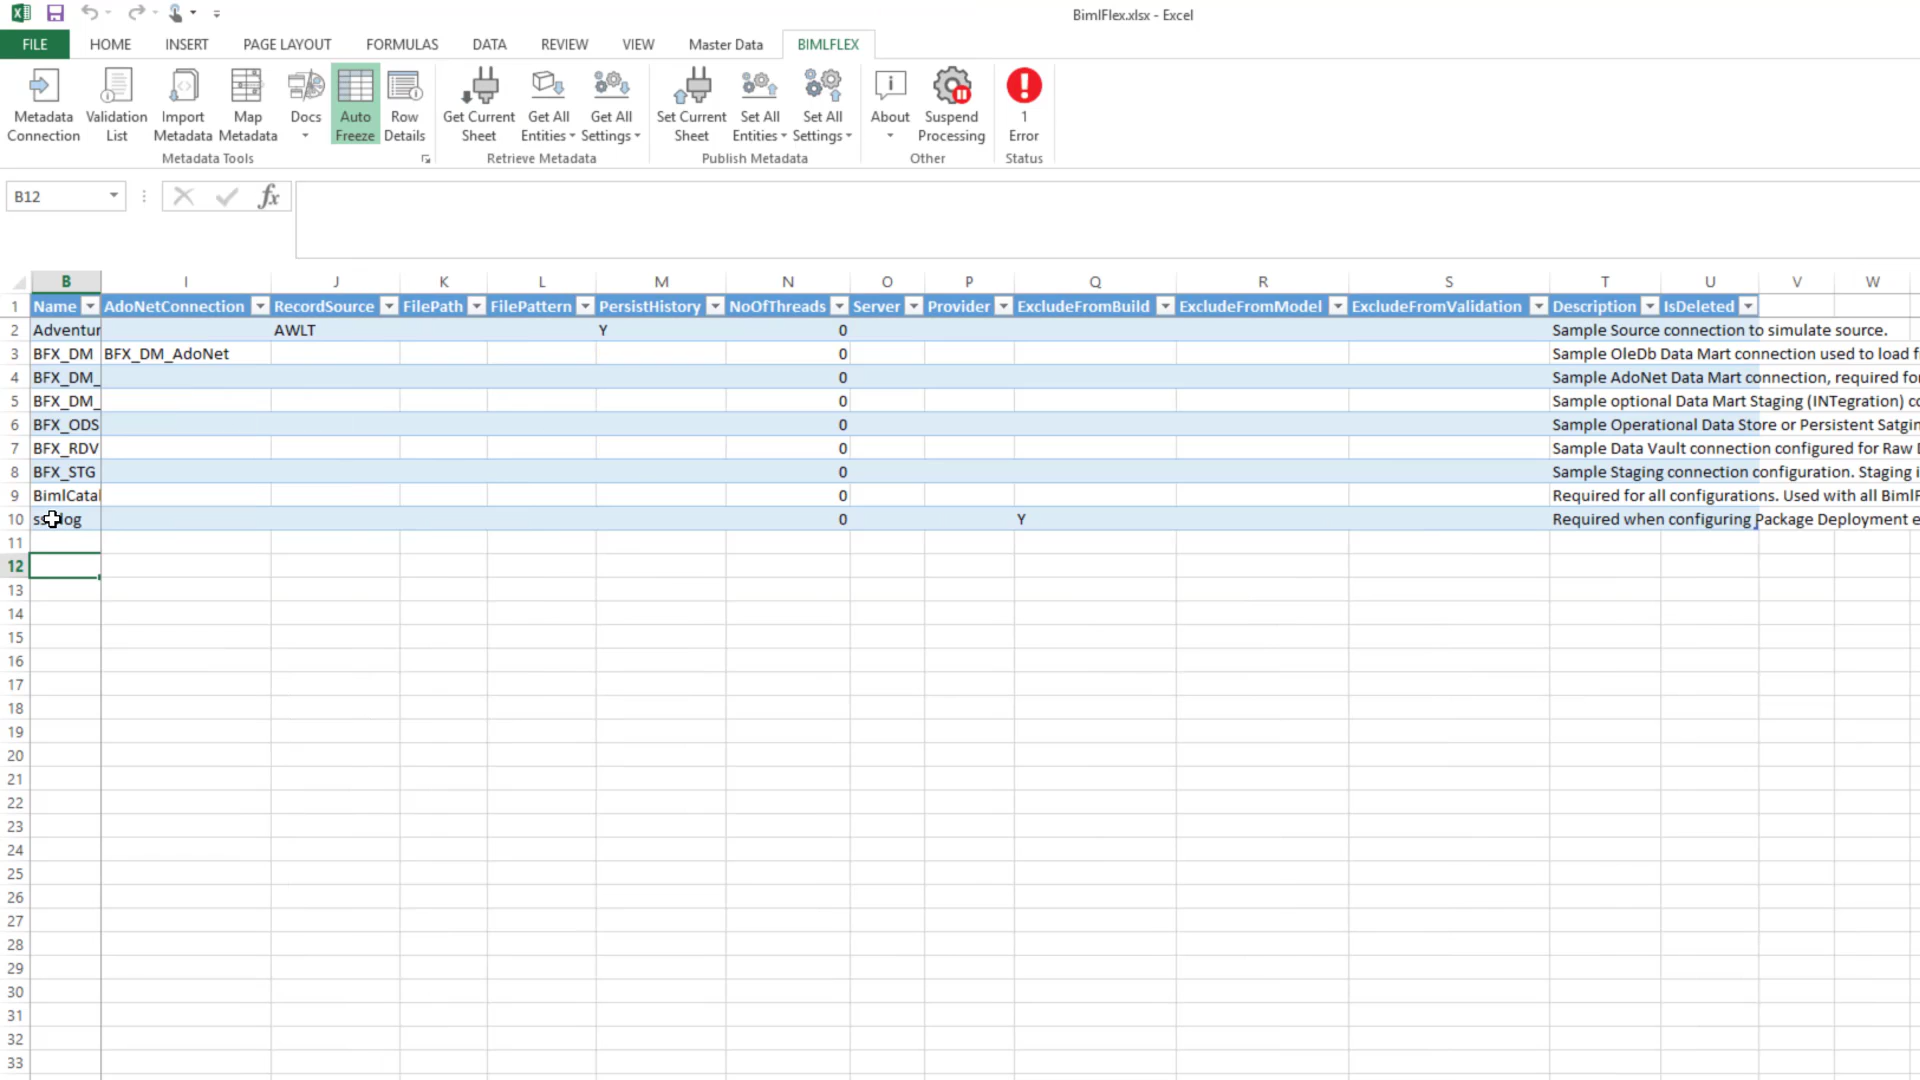 BimlFlex.xlsx - Excel
FILE HOME INSERT PAGE LAYOUT FORMULAS DATA REVIEW VIEW Master Data BIMLFLEX
Metadata Connection
Validation List
Import Metadata
Map Metadata
Docs
Auto Freeze
Row Details
Get Current Sheet
Get All Entities
Get All Settings
Set Current Sheet
Set All Entities
Set All Settings
About
Suspend Processing
1 Error
Metadata Tools Retrieve Metadata Publish Metadata Other Status
B12 fx
B I J K L M N O P Q R S T U V W
1 Name AdoNetConnection RecordSource FilePath FilePattern PersistHistory NoOfThreads Server Provider ExcludeFromBuild ExcludeFromModel ExcludeFromValidation Description IsDeleted
2 Adventur AWLT Y 0 Sample Source connection to simulate source.
3 BFX_DM BFX_DM_AdoNet 0 Sample OleDb Data Mart connection used to load f
4 BFX_DM_ 0 Sample AdoNet Data Mart connection, required fo
5 BFX_DM_ 0 Sample optional Data Mart Staging (INTegration) co
6 BFX_ODS 0 Sample Operational Data Store or Persistent Satgin
7 BFX_RDV 0 Sample Data Vault connection configured for Raw D
8 BFX_STG 0 Sample Staging connection configuration. Staging i
9 BimlCatal 0 Required for all configurations. Used with all BimlF
10 0 Y Required when configuring Package Deployment e
11
12
13
14
15
16
17
18
19
20
21
22
23
24
25
26
27
28
29
30
31
32
33